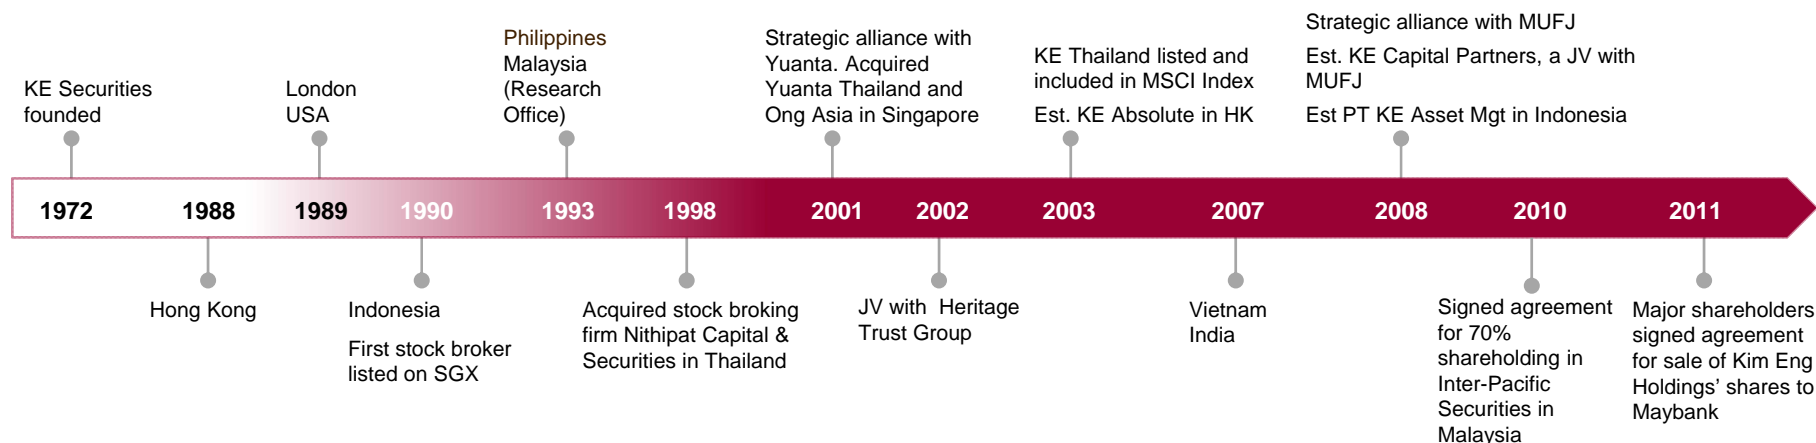 KE Securities
founded
London
USA
Philippines
Malaysia
(Research
Office)
Strategic alliance with
Yuanta. Acquired
Yuanta Thailand and
Ong Asia in Singapore
KE Thailand listed and
included in MSCI Index
Est. KE Absolute in HK
Strategic alliance with MUFJ
Est. KE Capital Partners, a JV with
MUFJ
Est PT KE Asset Mgt in Indonesia
1972 1988 1989 1990 1993 1998 2001 2002 2003 2007 2008 2010 2011
Hong Kong
Indonesia
First stock broker
listed on SGX
Acquired stock broking
firm Nithipat Capital &
Securities in Thailand
JV with Heritage
Trust Group
Vietnam
India
Signed agreement
for 70%
shareholding in
Inter-Pacific
Securities in
Malaysia
Major shareholders
signed agreement
for sale of Kim Eng
Holdings' shares to
Maybank